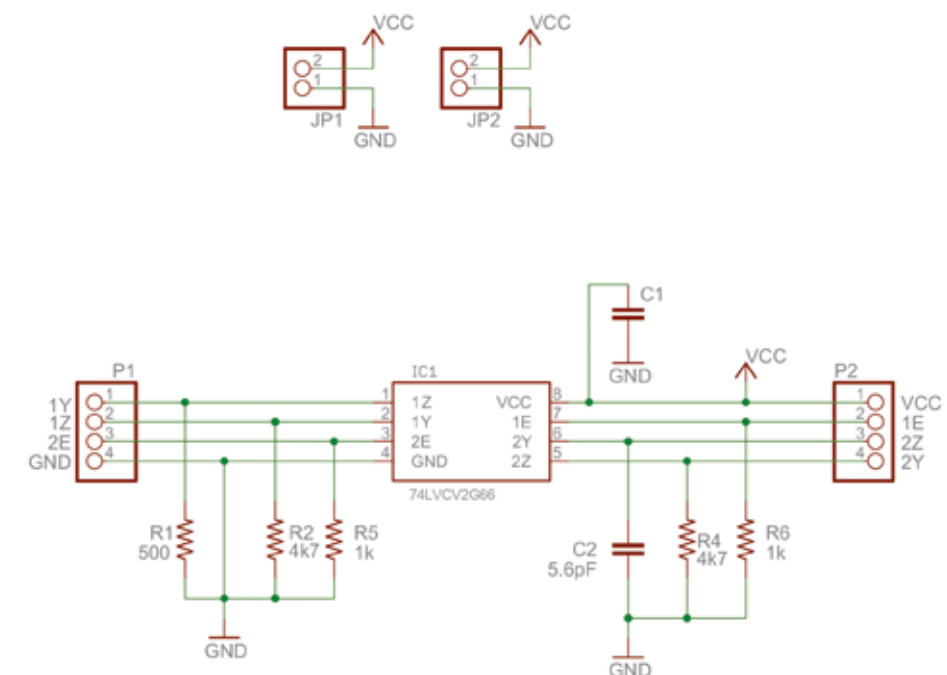 VCC
VCC
2
1
2
1
JP1
JP2
GND
GND
C1
GND
VCC
P1
IC1
P2
1Y
1
1
1Z
VCC
8
1
VCC
1Z
2
2
1Y
1E
7
2
1E
2E
3
3
2E
2Y
6
3
2Z
GND
4
4
GND
2Z
5
4
2Y
74LVCV2G66
R1
500
R2
4k7
R5
1k
C2
5.6pF
R4
4k7
R6
1k
GND
GND